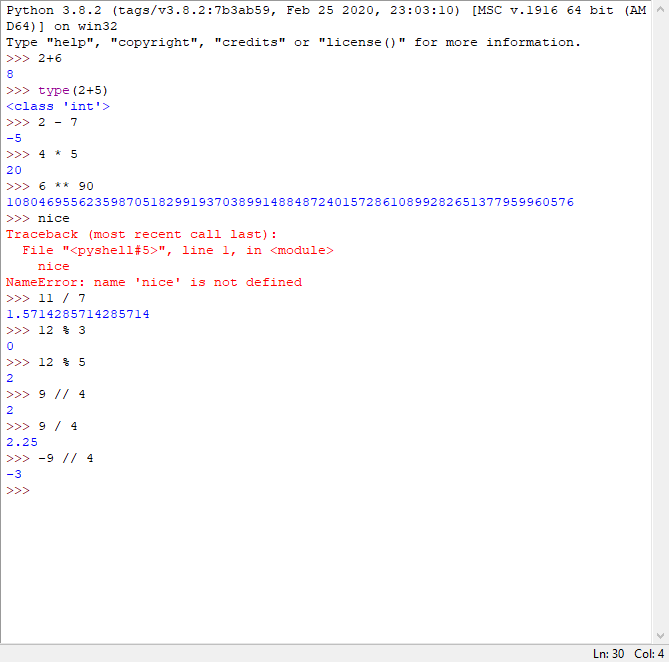 Python 3.8.2 (tags/v3.8.2:7b3ab59, Feb 25 2020, 23:03:10) [MSC v.1916 64 bit (AM
D64)] on win32
Type "help", "copyright", "credits" or "license()" for more information.
>>> 2+6
8
>>> type(2+5)
<class 'int'>
>>> 2 - 7
-5
>>> 4 * 5
20
>>> 6 ** 90
10804695562359870518299193703899148848724015728610899282651377959960576
>>> nice
Traceback (most recent call last):
  File "<pyshell#5>", line 1, in <module>
    nice
NameError: name 'nice' is not defined
>>> 11 / 7
1.5714285714285714
>>> 12 % 3
0
>>> 12 % 5
2
>>> 9 // 4
2
>>> 9 / 4
2.25
>>> -9 // 4
-3
>>>
Ln: 30 Col: 4